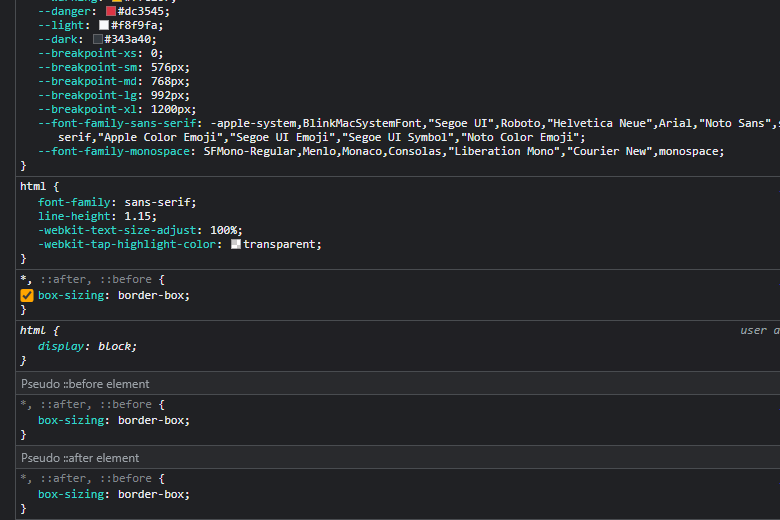 --danger: #dc3545;
--light: #f8f9fa;
--dark: #343a40;
--breakpoint-xs: 0;
--breakpoint-sm: 576px;
--breakpoint-md: 768px;
--breakpoint-lg: 992px;
--breakpoint-xl: 1200px;
--font-family-sans-serif: -apple-system,BlinkMacSystemFont,"Segoe UI",Roboto,"Helvetica Neue",Arial,"Noto Sans",
serif,"Apple Color Emoji","Segoe UI Emoji","Segoe UI Symbol","Noto Color Emoji";
--font-family-monospace: SFMono-Regular,Menlo,Monaco,Consolas,"Liberation Mono","Courier New",monospace;
}
html {
font-family: sans-serif;
line-height: 1.15;
-webkit-text-size-adjust: 100%;
-webkit-tap-highlight-color: transparent;
}
*, ::after, ::before {
box-sizing: border-box;
}
html {
user a
display: block;
}
Pseudo ::before element
*, ::after, ::before {
box-sizing: border-box;
}
Pseudo ::after element
*, ::after, ::before {
box-sizing: border-box;
}